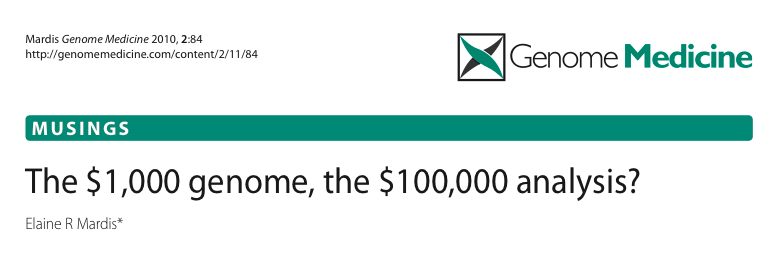 Mardis Genome Medicine 2010, 2:84
http://genomemedicine.com/content/2/11/84
Genome Medicine
MUSINGS
The $1,000 genome, the $100,000 analysis?
Elaine R Mardis*